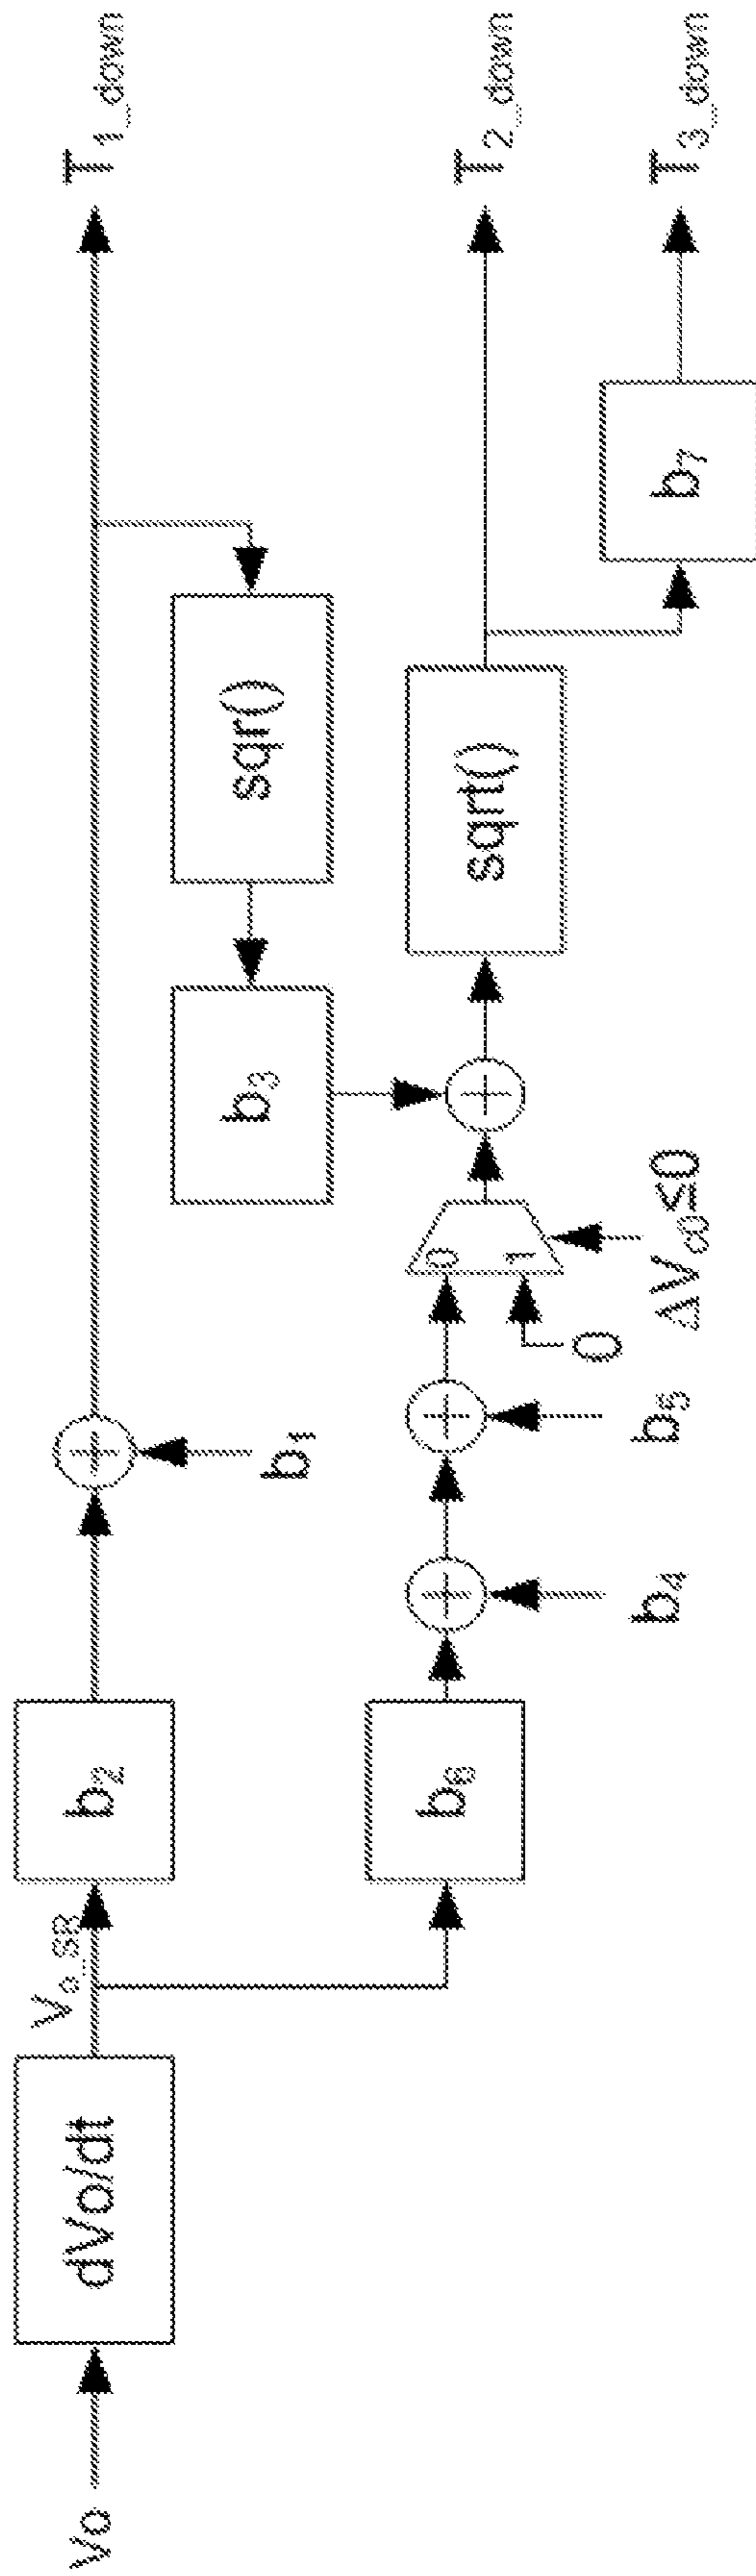 Vo
dVo/dt
Vo_SR
b2
b1
T1_down
sqr()
b3
b6
b4
b5
0
1
0
ΔVc0≤0
sqrt()
T2_down
b7
T3_down